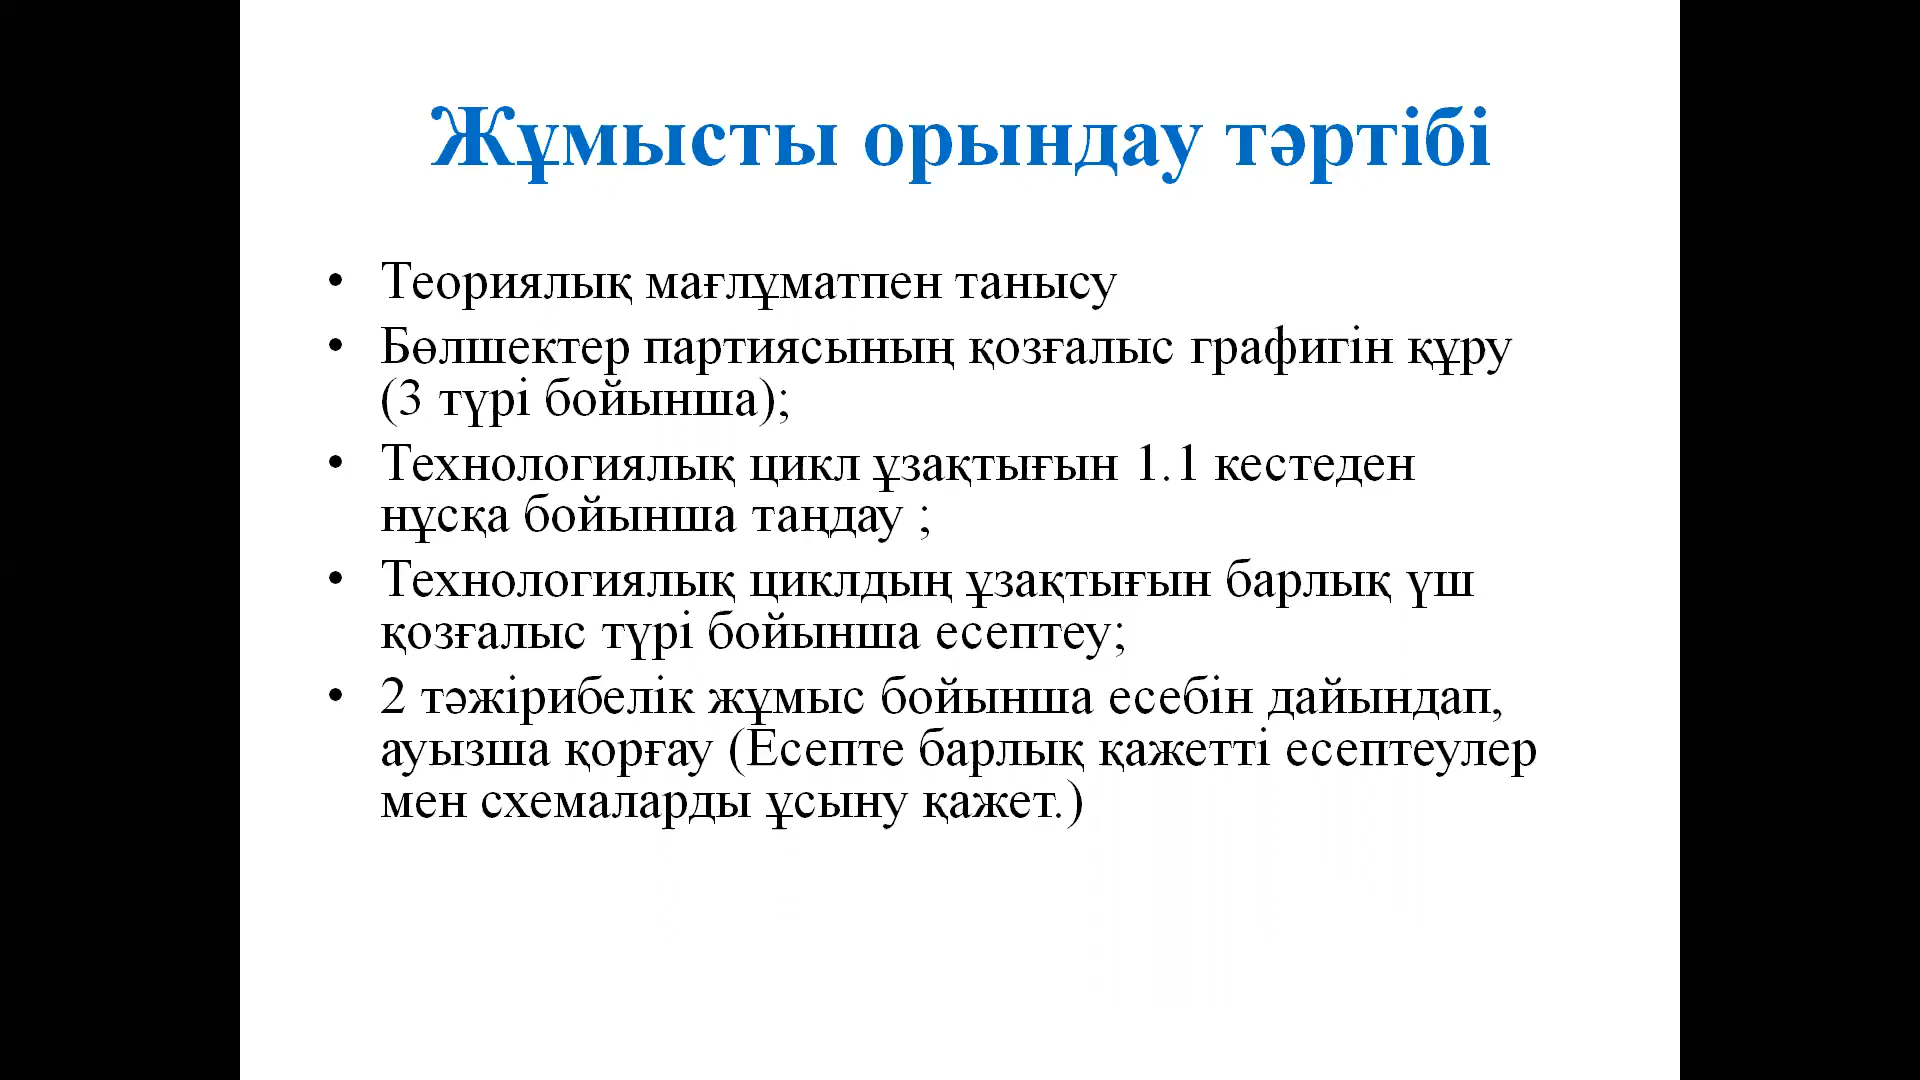 Жұмысты орындау тәртібі
• Теориялық мағлұматпен танысу
• Бөлшектер партиясының қозғалыс графигін құру
(3 түрі бойынша);
• Технологиялық цикл ұзақтығын 1.1 кестеден
нұсқа бойынша таңдау ;
• Технологиялық циклдың ұзақтығын барлық үш
қозғалыс түрі бойынша есептеу;
• 2 тәжірибелік жұмыс бойынша есебін дайындап,
ауызша қорғау (Есепте барлық қажетті есептеулер
мен схемаларды ұсыну қажет.)